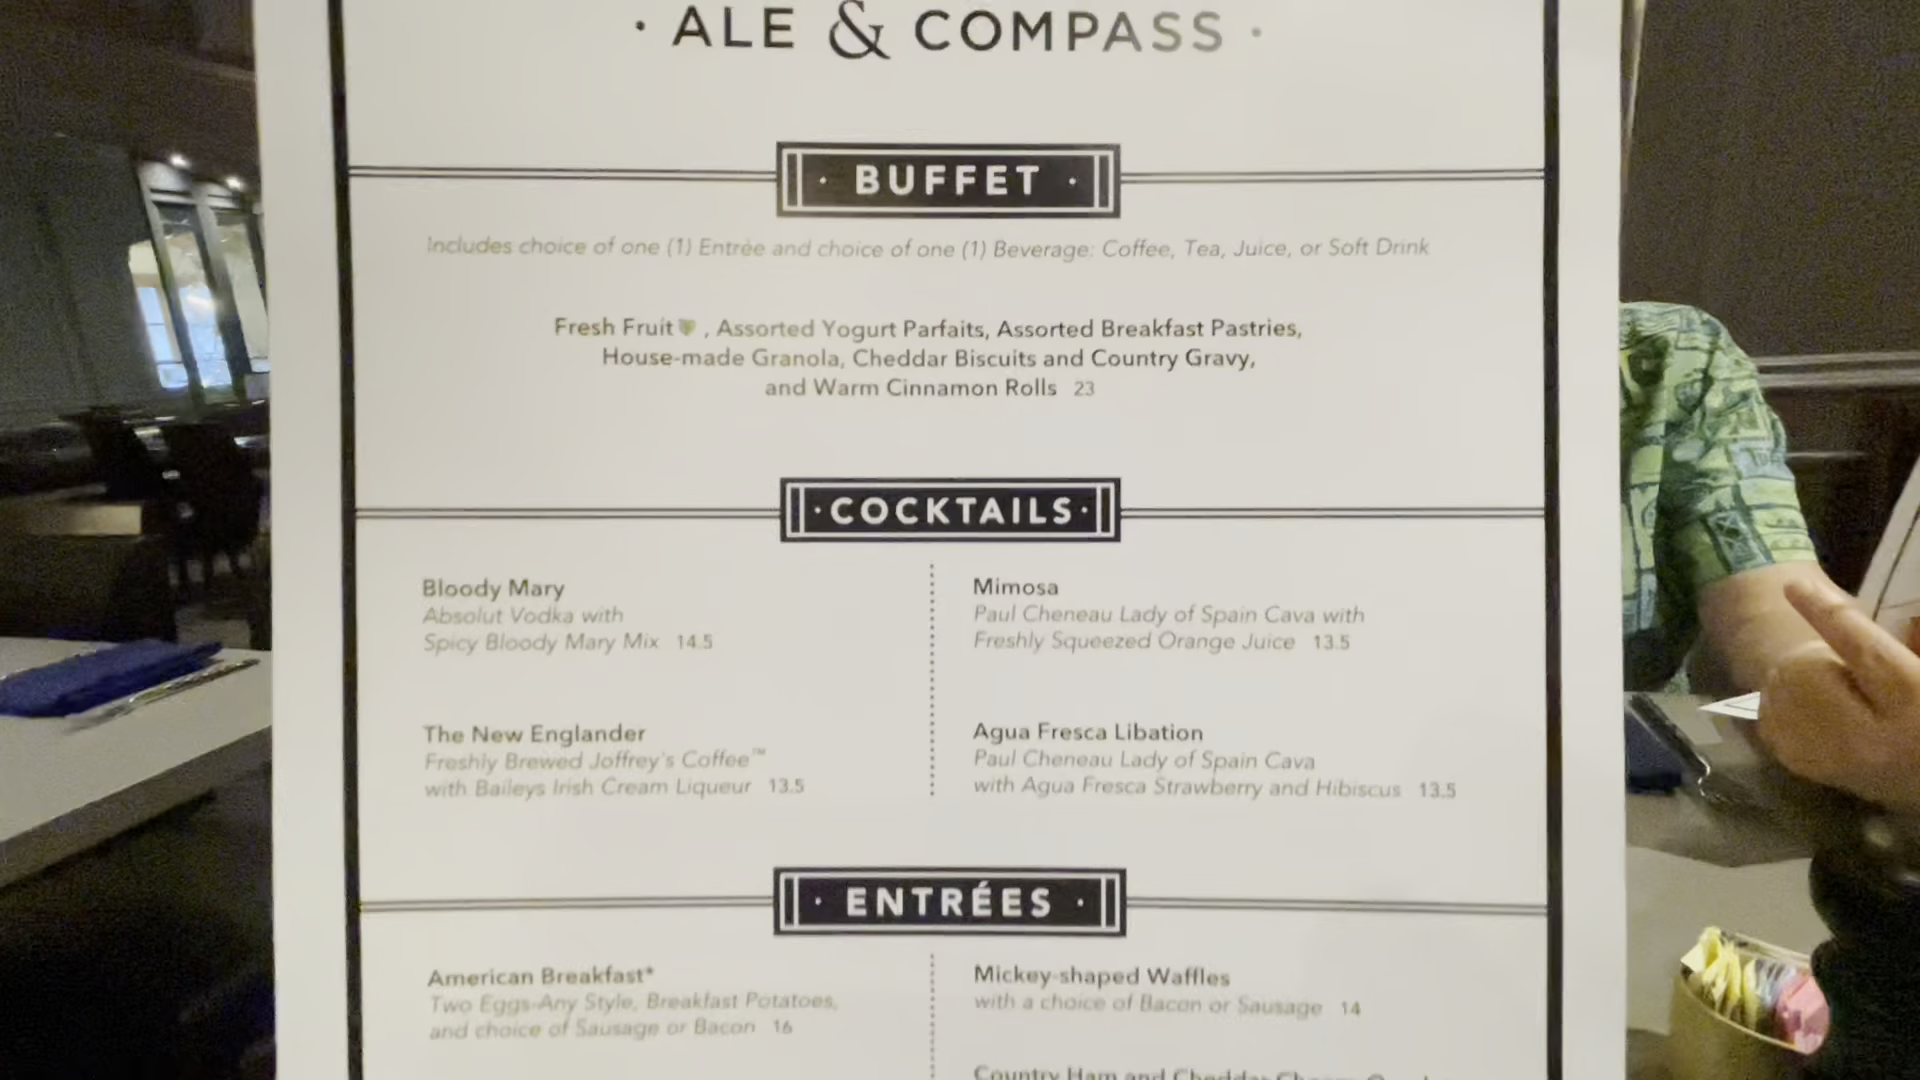 · ALE & COMPASS ·
· BUFFET ·
Includes choice of one (1) Entrée and choice of one (1) Beverage: Coffee, Tea, Juice, or Soft Drink
Fresh Fruit , Assorted Yogurt Parfaits, Assorted Breakfast Pastries,
House-made Granola, Cheddar Biscuits and Country Gravy,
and Warm Cinnamon Rolls 23
· COCKTAILS ·
Bloody Mary
Absolut Vodka with
Spicy Bloody Mary Mix 14.5
The New Englander
Freshly Brewed Joffrey's Coffee™
with Baileys Irish Cream Liqueur 13.5
Mimosa
Paul Cheneau Lady of Spain Cava with
Freshly Squeezed Orange Juice 13.5
Agua Fresca Libation
Paul Cheneau Lady of Spain Cava
with Agua Fresca Strawberry and Hibiscus 13.5
· ENTRÉES ·
American Breakfast*
Two Eggs-Any Style, Breakfast Potatoes,
and choice of Sausage or Bacon 16
Mickey-shaped Waffles
with a choice of Bacon or Sausage 14
Country Ham and Cheddar